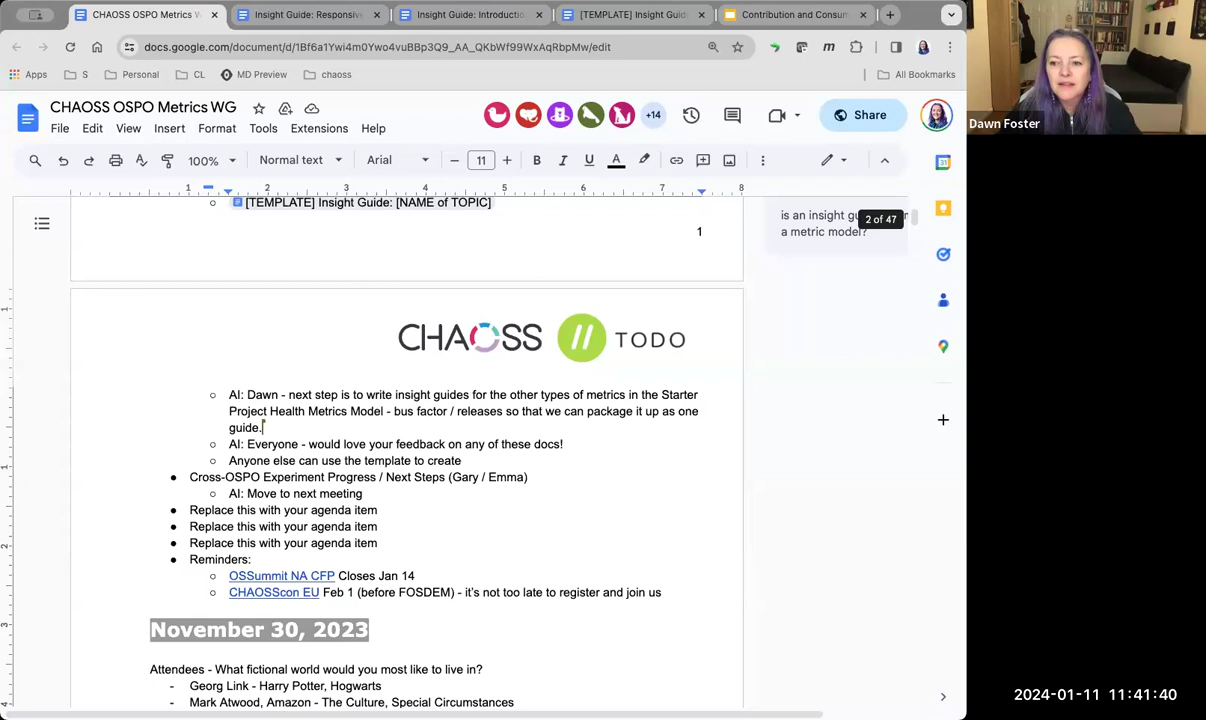 CHAOSS OSPO Metrics W
Insight Guide: Responsiv
Insight Guide: Introductio
[TEMPLATE] Insight Guid
Contribution and Consum
docs.google.com/document/d/1Bf6a1Ywi4m0Ywo4vuBBp3Q9_AA_QKbWf99WxAqRbpMw/edit
Apps
S
Personal
CL
MD Preview
chaoss
All Bookmarks
CHAOSS OSPO Metrics WG
File Edit View Insert Format Tools Extensions Help
+14
Share
100%
Normal text
Arial
11
B I U A
1 2 3 4 5 6 7 8
[TEMPLATE] Insight Guide: [NAME of TOPIC]
1
is an insight gu
a metric model?
2 of 47
CHAOSS
TODO
AI: Dawn - next step is to write insight guides for the other types of metrics in the Starter
Project Health Metrics Model - bus factor / releases so that we can package it up as one
guide.
AI: Everyone - would love your feedback on any of these docs!
Anyone else can use the template to create
Cross-OSPO Experiment Progress / Next Steps (Gary / Emma)
AI: Move to next meeting
Replace this with your agenda item
Replace this with your agenda item
Replace this with your agenda item
Reminders:
OSSummit NA CFP Closes Jan 14
CHAOSScon EU Feb 1 (before FOSDEM) - it's not too late to register and join us
November 30, 2023
Attendees - What fictional world would you most like to live in?
- Georg Link - Harry Potter, Hogwarts
- Mark Atwood, Amazon - The Culture, Special Circumstances
Dawn Foster
2024-01-11 11:41:40